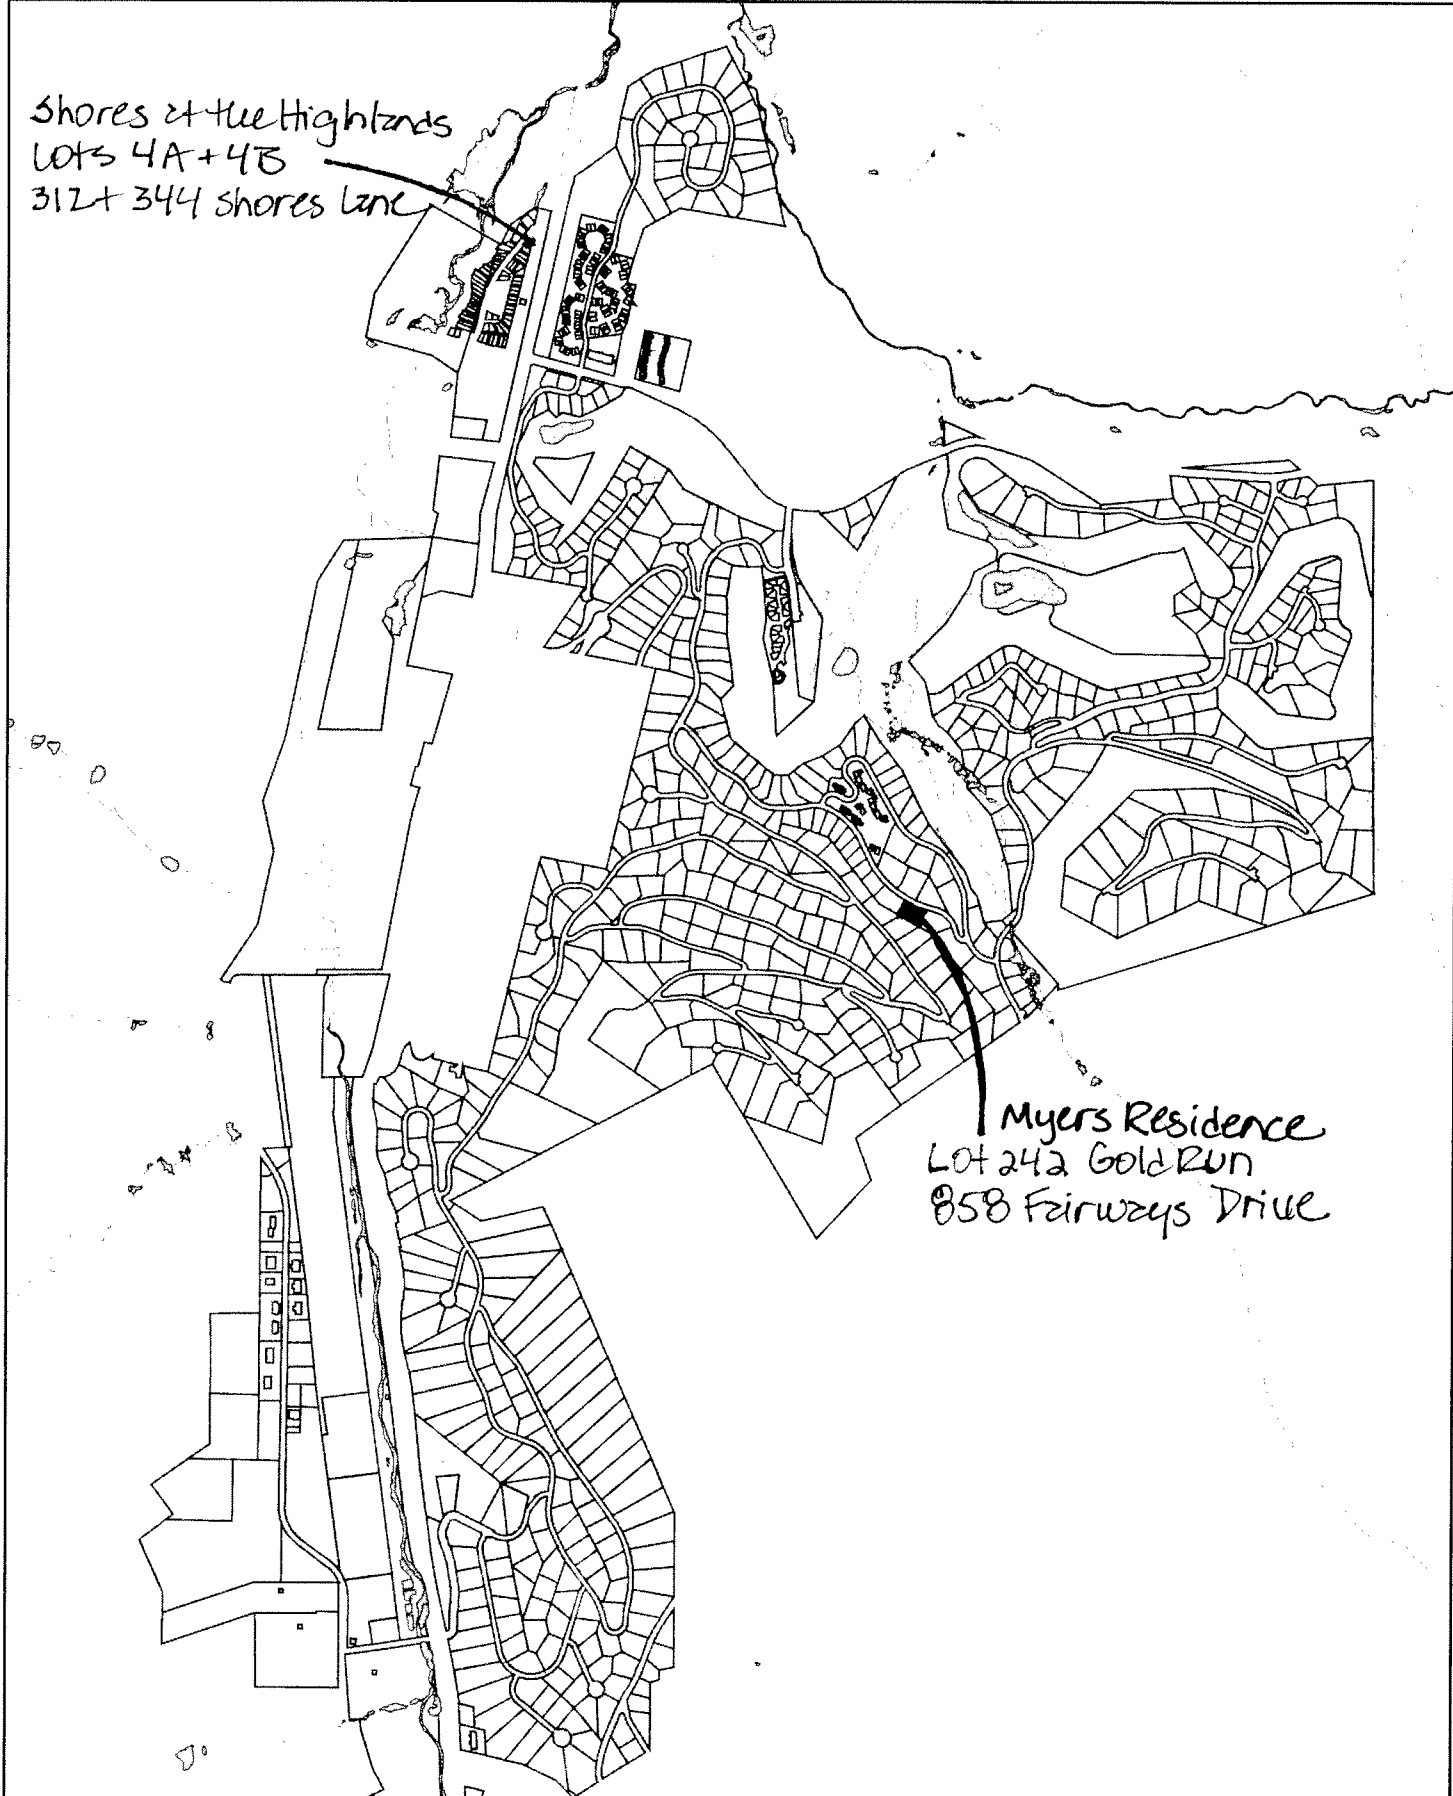 Shores at the Highlands
Lots 4A + 4B
312 + 344 Shores Lane
Myers Residence
Lot 242 Gold Run
858 Fairways Drive